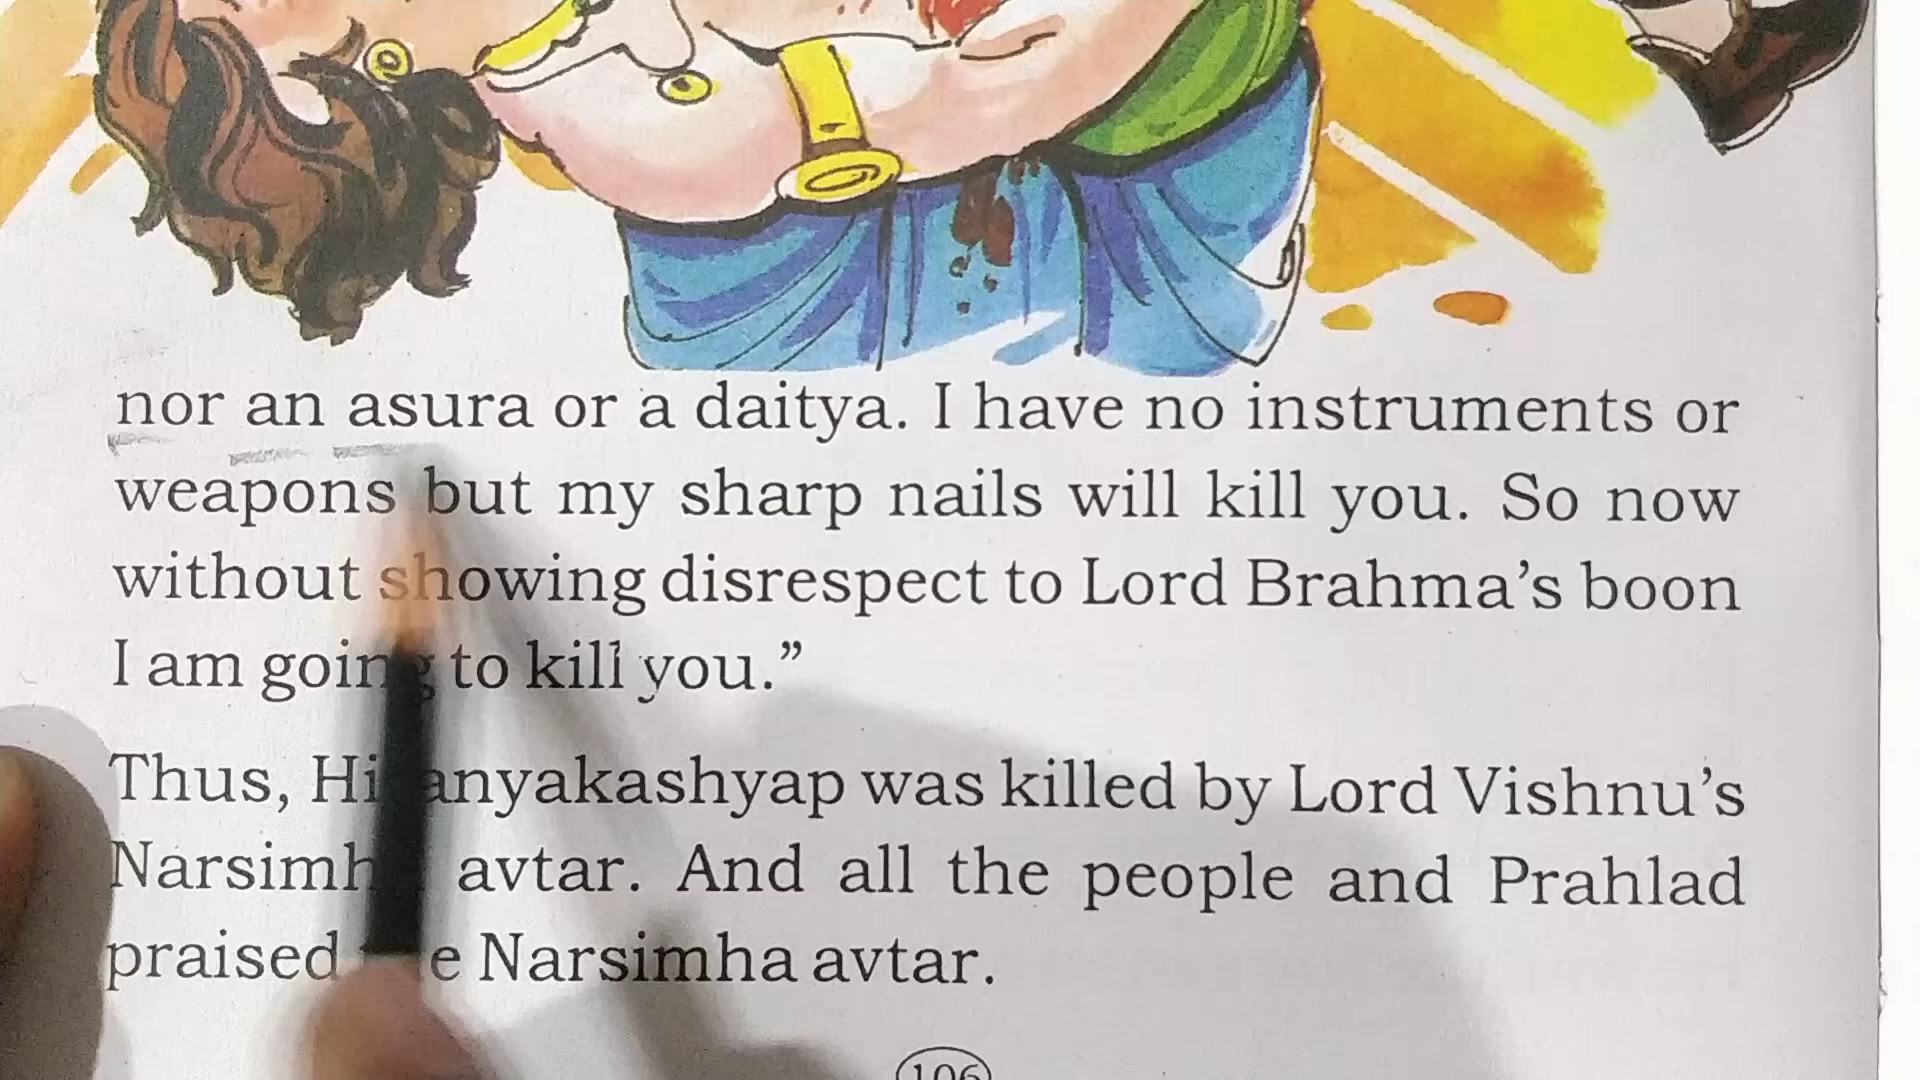 nor an asura or a daitya. I have no instruments or
weapons but my sharp nails will kill you. So now
without showing disrespect to Lord Brahma’s boon
I am going to kill you.”
Thus, Hiranyakashyap was killed by Lord Vishnu’s
Narsimha avtar. And all the people and Prahlad
praised the Narsimha avtar.
106